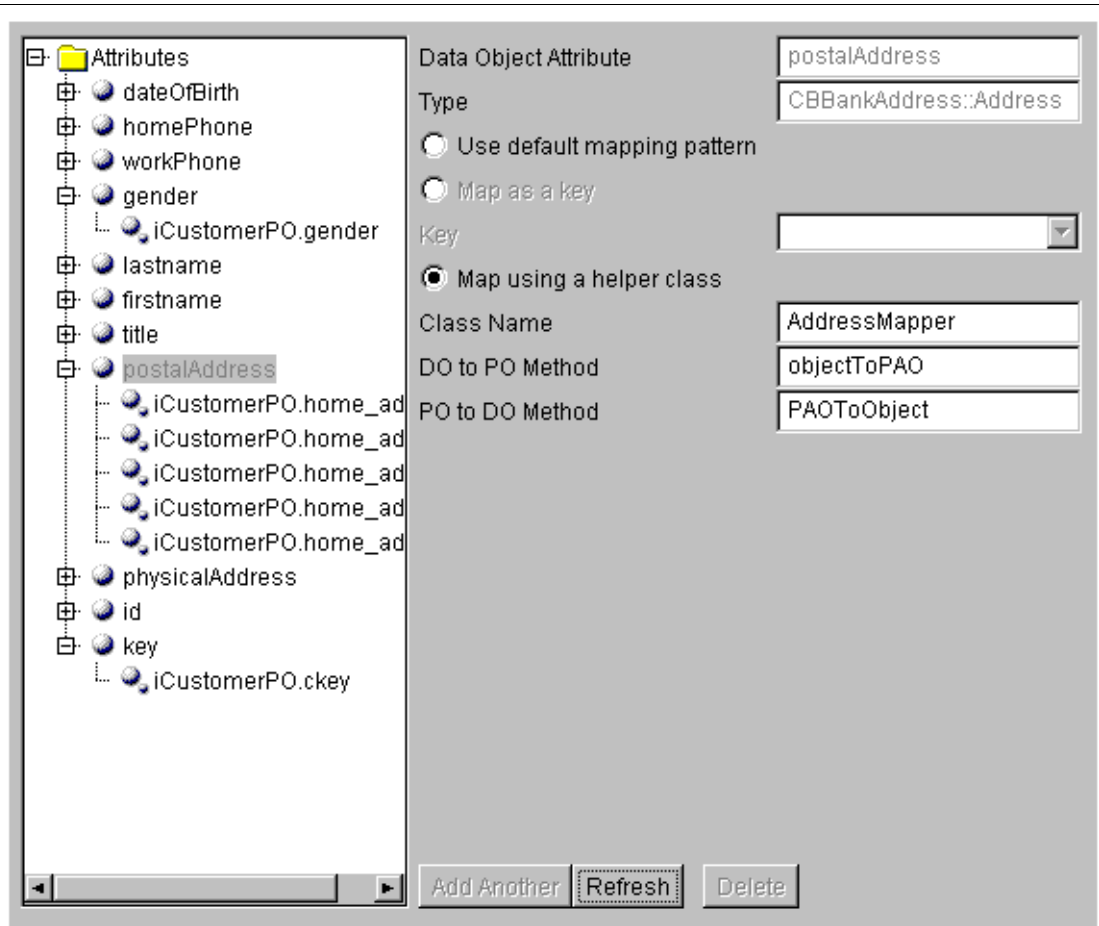 Attributes
dateOfBirth
homePhone
workPhone
gender
iCustomerPO.gender
lastname
firstname
title
postalAddress
iCustomerPO.home_ad
iCustomerPO.home_ad
iCustomerPO.home_ad
iCustomerPO.home_ad
iCustomerPO.home_ad
physicalAddress
id
key
iCustomerPO.ckey
Data Object Attribute postalAddress
Type CBBankAddress::Address
Use default mapping pattern
Map as a key
Key
Map using a helper class
Class Name AddressMapper
DO to PO Method objectToPAO
PO to DO Method PAOToObject
Add Another Refresh Delete